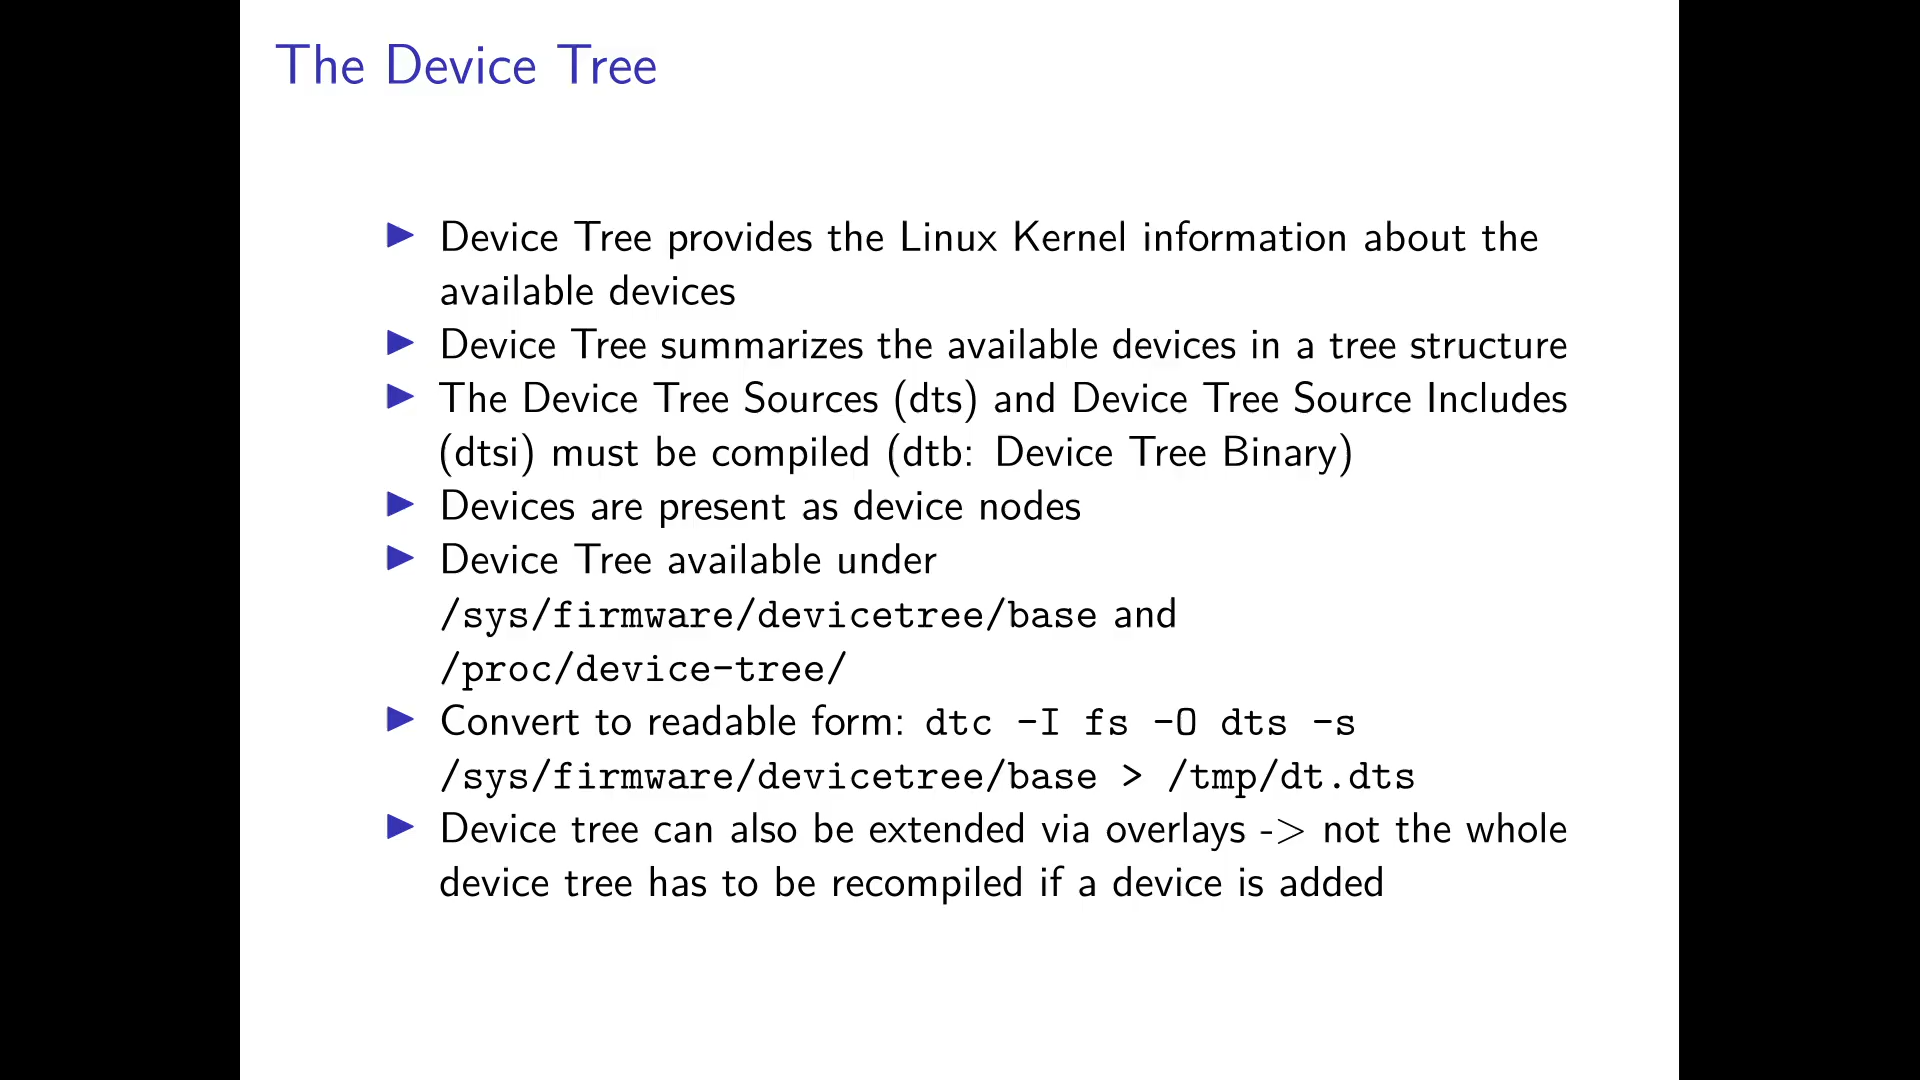 The Device Tree
Device Tree provides the Linux Kernel information about the
available devices
Device Tree summarizes the available devices in a tree structure
The Device Tree Sources (dts) and Device Tree Source Includes
(dtsi) must be compiled (dtb: Device Tree Binary)
Devices are present as device nodes
Device Tree available under
/sys/firmware/devicetree/base and
/proc/device-tree/
Convert to readable form: dtc -I fs -O dts -s
/sys/firmware/devicetree/base > /tmp/dt.dts
Device tree can also be extended via overlays -> not the whole
device tree has to be recompiled if a device is added